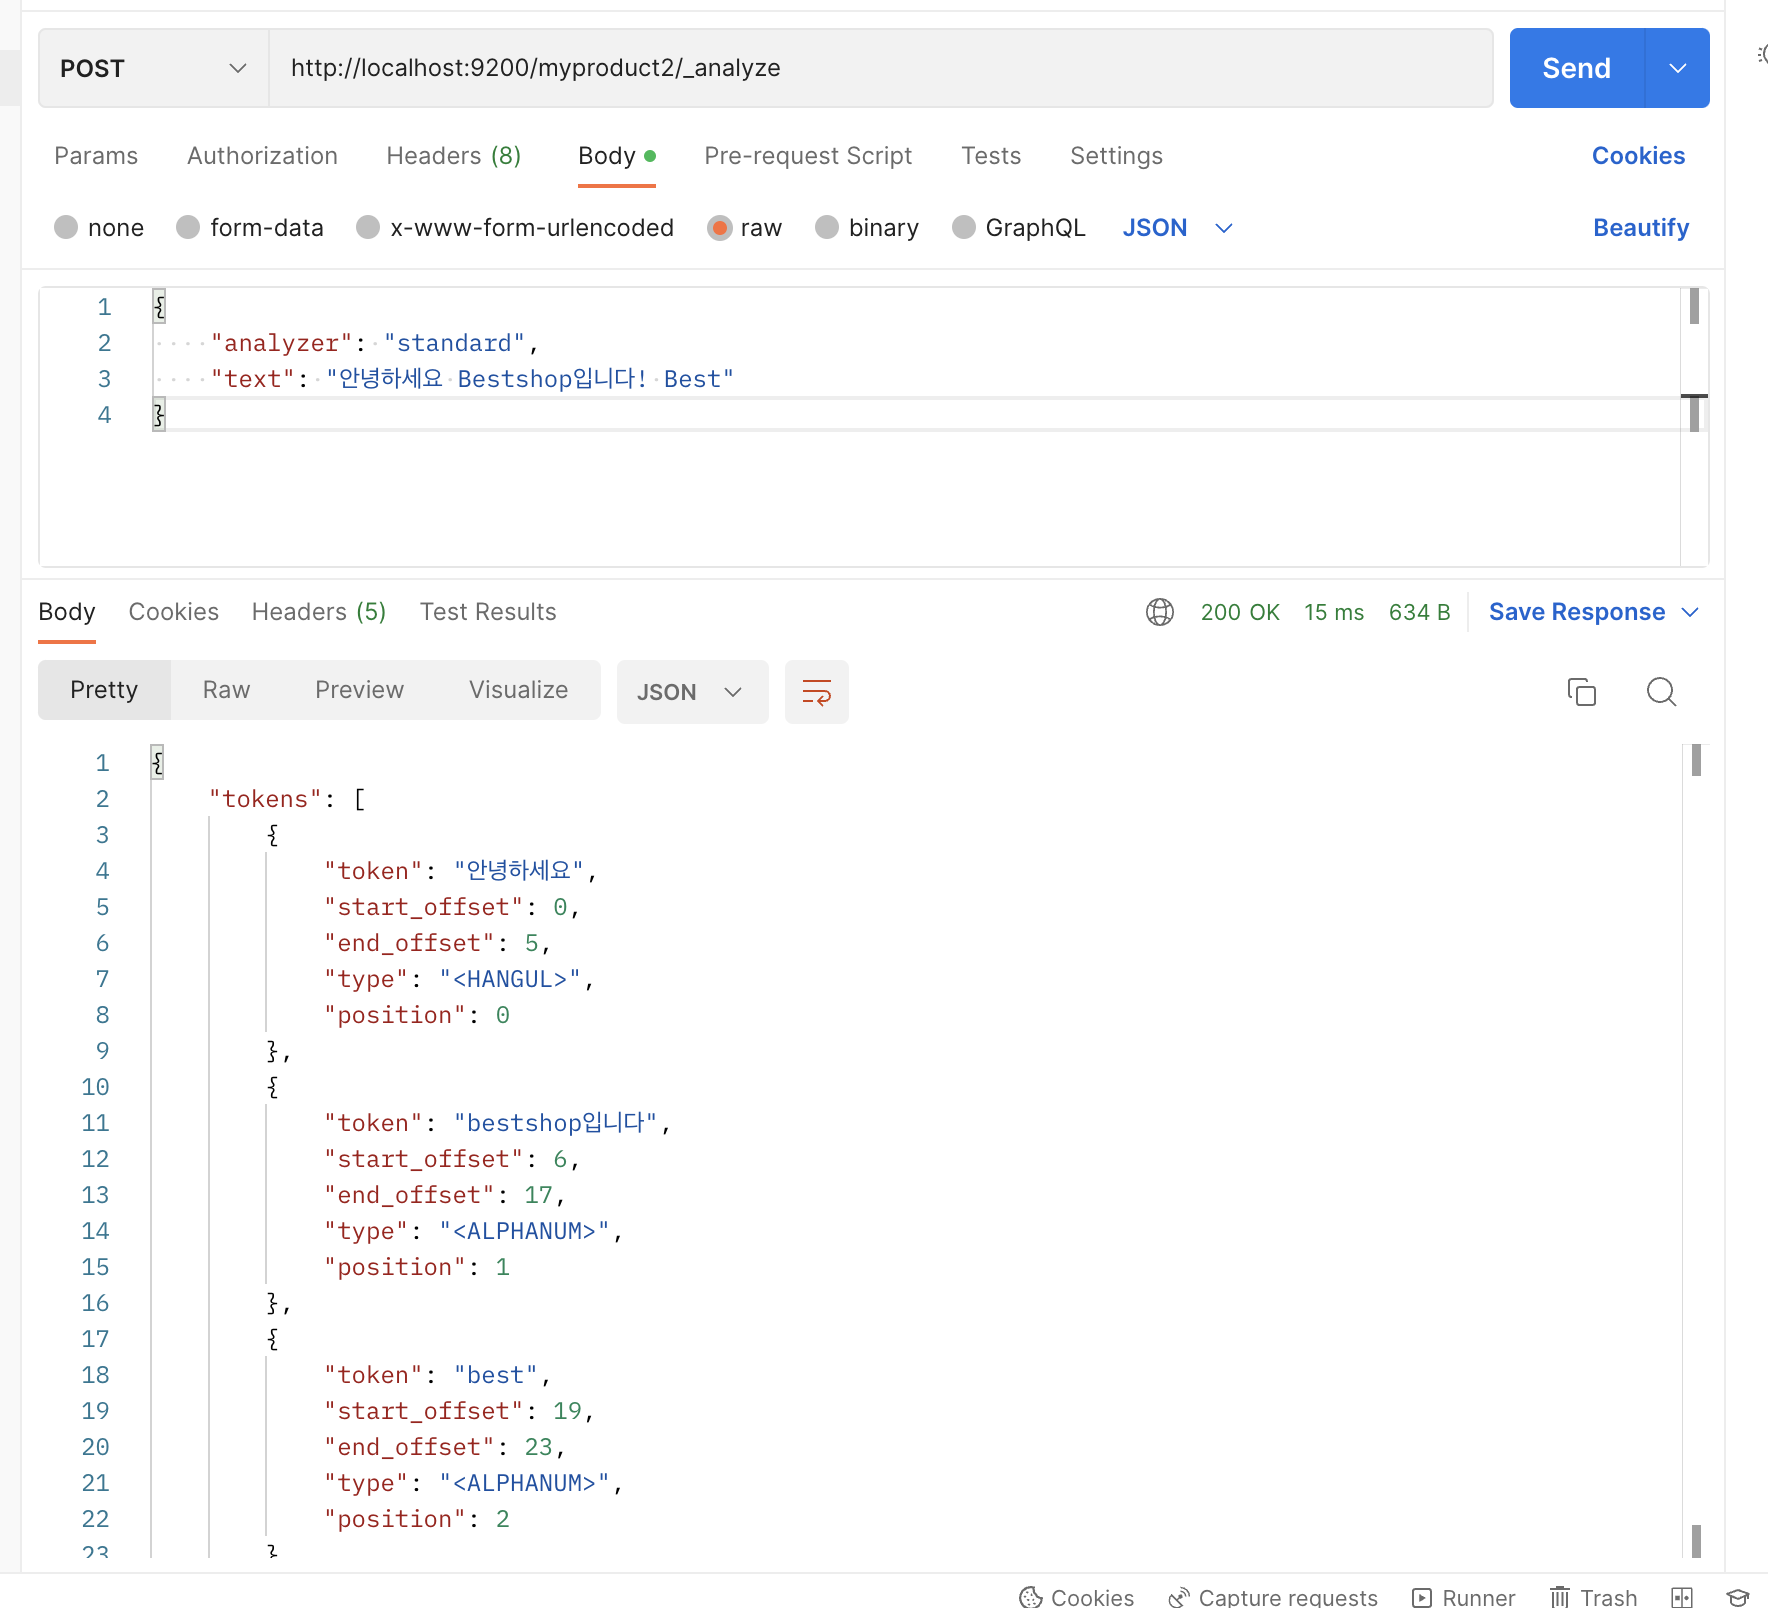 POST http://localhost:9200/myproduct2/_analyze Send
Params Authorization Headers (8) Body Pre-request Script Tests Settings Cookies
none form-data x-www-form-urlencoded raw binary GraphQL JSON Beautify
1 {
2 "analyzer": "standard",
3 "text": "안녕하세요 Bestshop입니다! Best"
4 }
Body Cookies Headers (5) Test Results 200 OK 15 ms 634 B Save Response
Pretty Raw Preview Visualize JSON
1 {
2 "tokens": [
3 {
4 "token": "안녕하세요",
5 "start_offset": 0,
6 "end_offset": 5,
7 "type": "<HANGUL>",
8 "position": 0
9 },
10 {
11 "token": "bestshop입니다",
12 "start_offset": 6,
13 "end_offset": 17,
14 "type": "<ALPHANUM>",
15 "position": 1
16 },
17 {
18 "token": "best",
19 "start_offset": 19,
20 "end_offset": 23,
21 "type": "<ALPHANUM>",
22 "position": 2
23 }
Cookies Capture requests Runner Trash